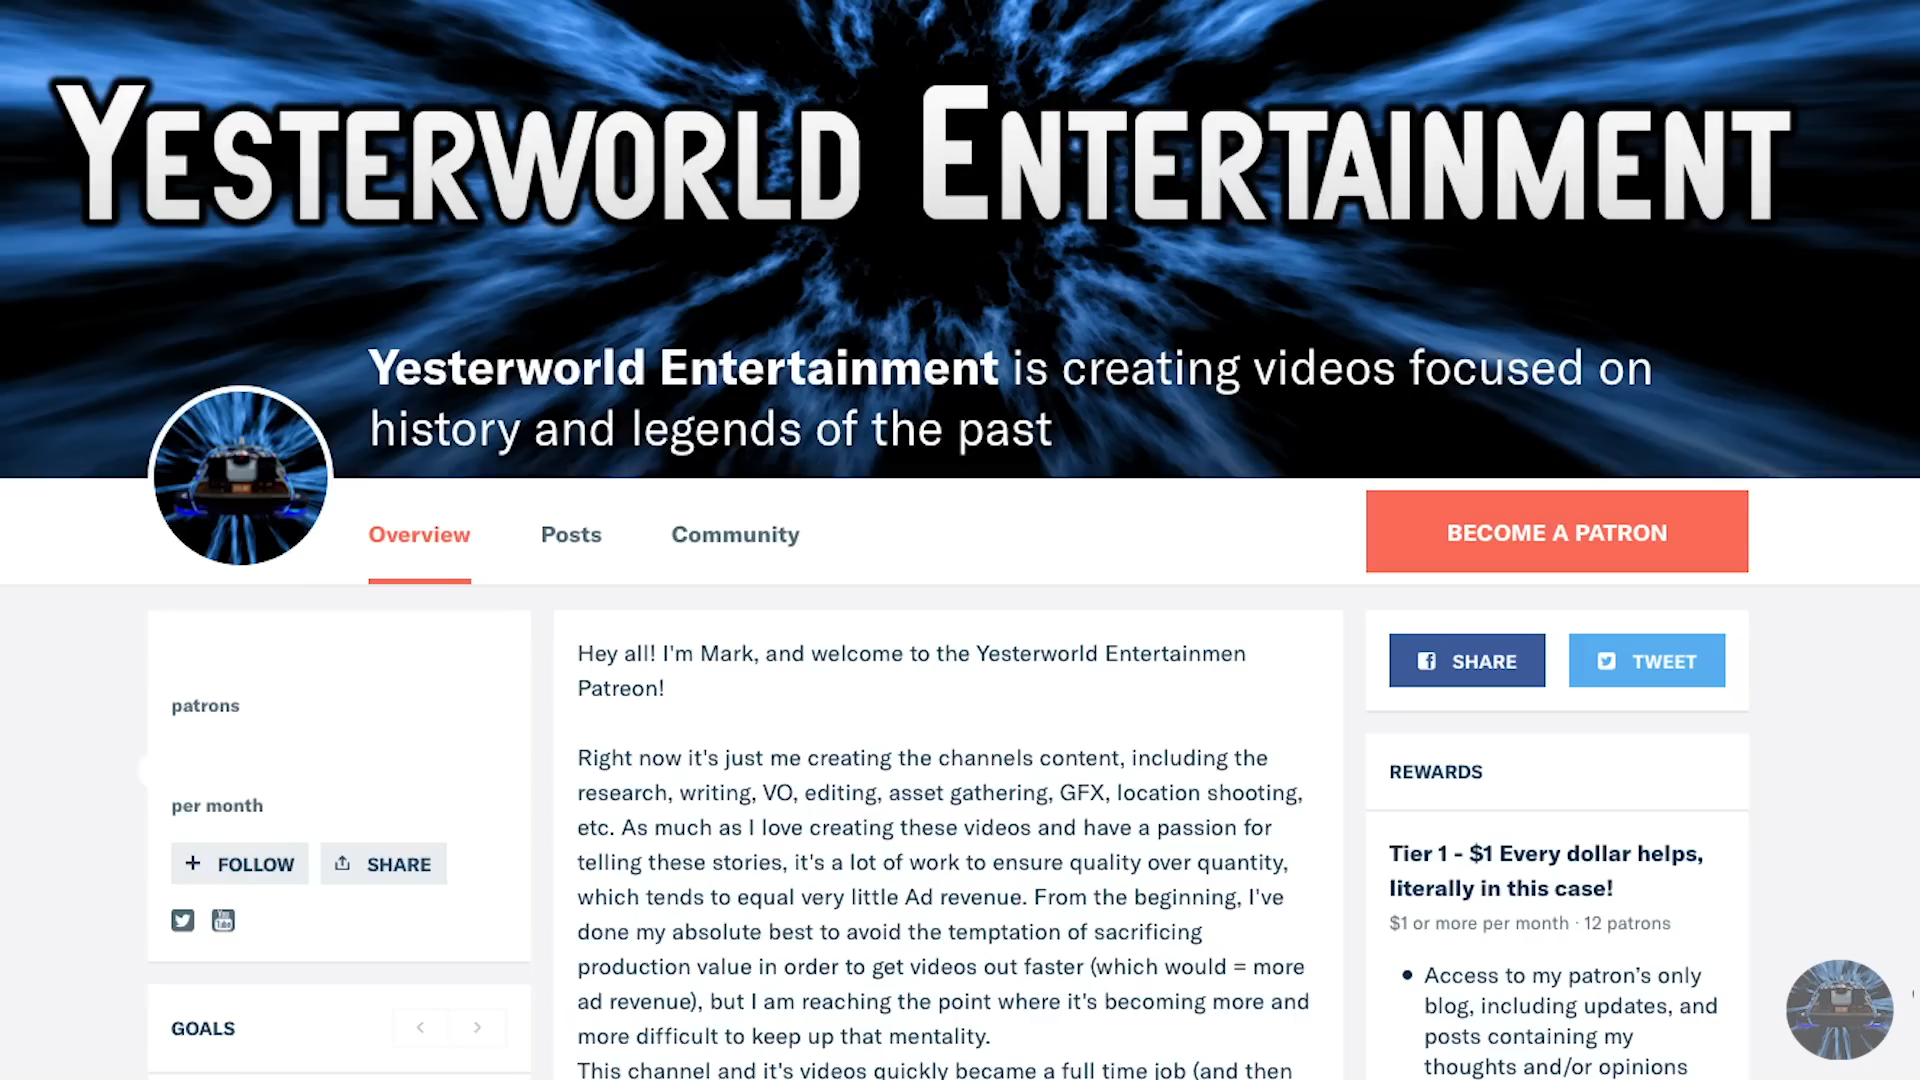 YESTERWORLD ENTERTAINMENT
Yesterworld Entertainment is creating videos focused on
history and legends of the past
Overview
Posts
Community
BECOME A PATRON
patrons
per month
FOLLOW
SHARE
GOALS
Hey all! I'm Mark, and welcome to the Yesterworld Entertainmen
Patreon!
Right now it's just me creating the channels content, including the
research, writing, VO, editing, asset gathering, GFX, location shooting,
etc. As much as I love creating these videos and have a passion for
telling these stories, it's a lot of work to ensure quality over quantity,
which tends to equal very little Ad revenue. From the beginning, I've
done my absolute best to avoid the temptation of sacrificing
production value in order to get videos out faster (which would = more
ad revenue), but I am reaching the point where it's becoming more and
more difficult to keep up that mentality.
This channel and it's videos quickly became a full time job (and then
SHARE
TWEET
REWARDS
Tier 1 - $1 Every dollar helps,
literally in this case!
$1 or more per month · 12 patrons
• Access to my patron’s only
blog, including updates, and
posts containing my
thoughts and/or opinions